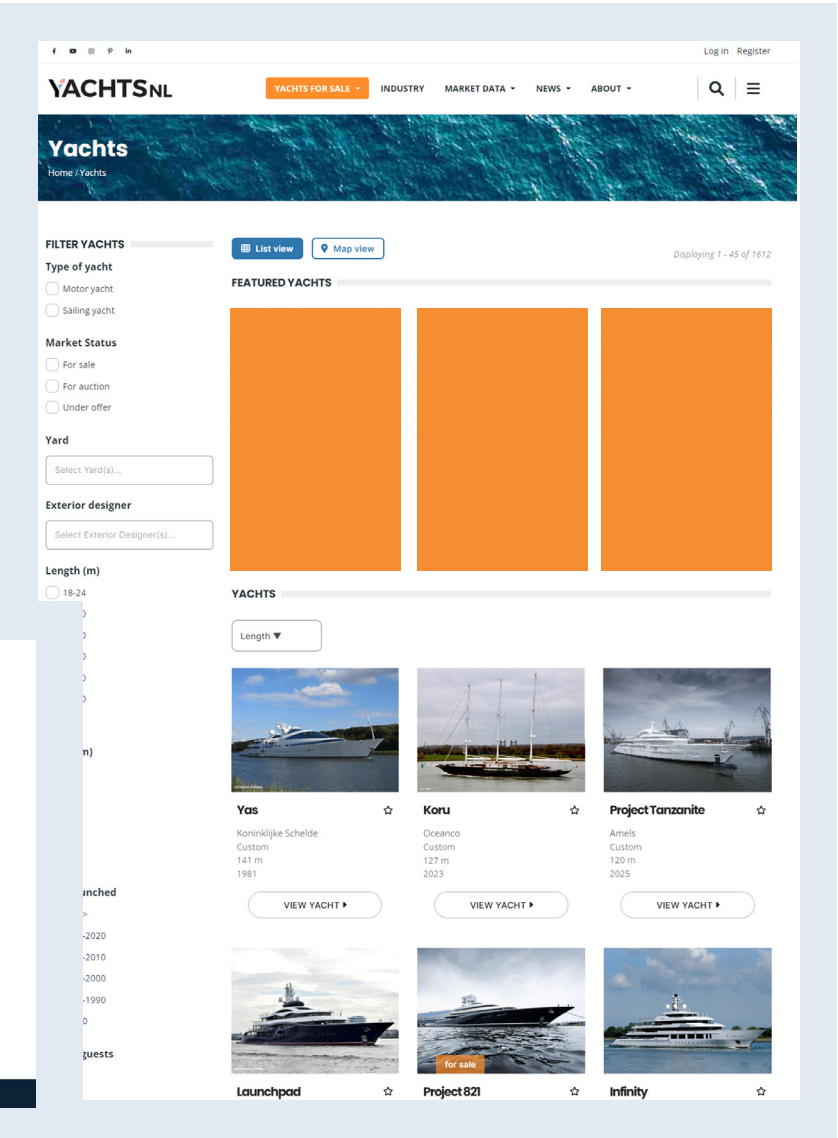 Log in Register
YACHTSNL
YACHTS FOR SALE INDUSTRY MARKET DATA NEWS ABOUT
Yachts
Home / Yachts
FILTER YACHTS
Type of yacht
Motor yacht
Sailing yacht
Market Status
For sale
For auction
Under offer
Yard
Select Yard(s)...
Exterior designer
Select Exterior Designer(s)...
Length (m)
18-24
-2020
-2010
-2000
-1990
List view Map view
Displaying 1 - 45 of 1612
FEATURED YACHTS
YACHTS
Length ▼
Yas
Koninklijke Schelde
Custom
141 m
1981
VIEW YACHT
Koru
Oceanco
Custom
127 m
2023
VIEW YACHT
Project Tanzanite
Amels
Custom
120 m
2025
VIEW YACHT
Launchpad
for sale
Project 821
Infinity